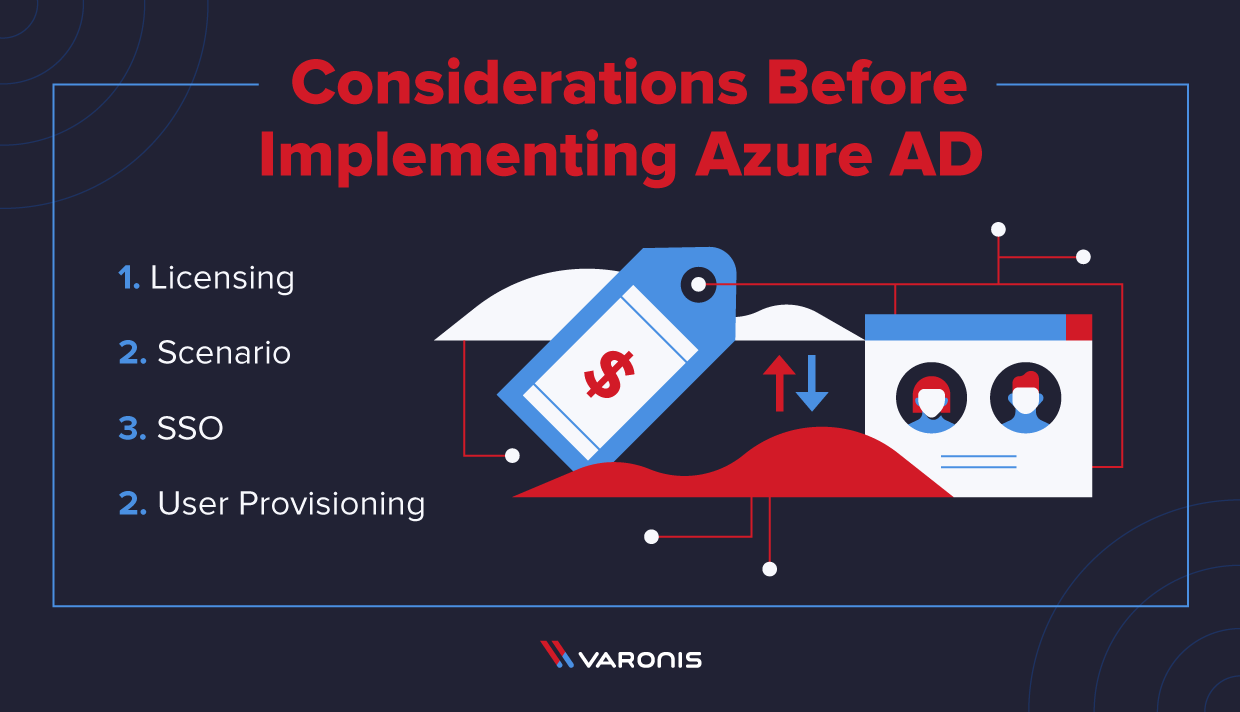 Considerations Before
Implementing Azure AD
1. Licensing
2. Scenario
3. SSO
2. User Provisioning
$
VARONIS